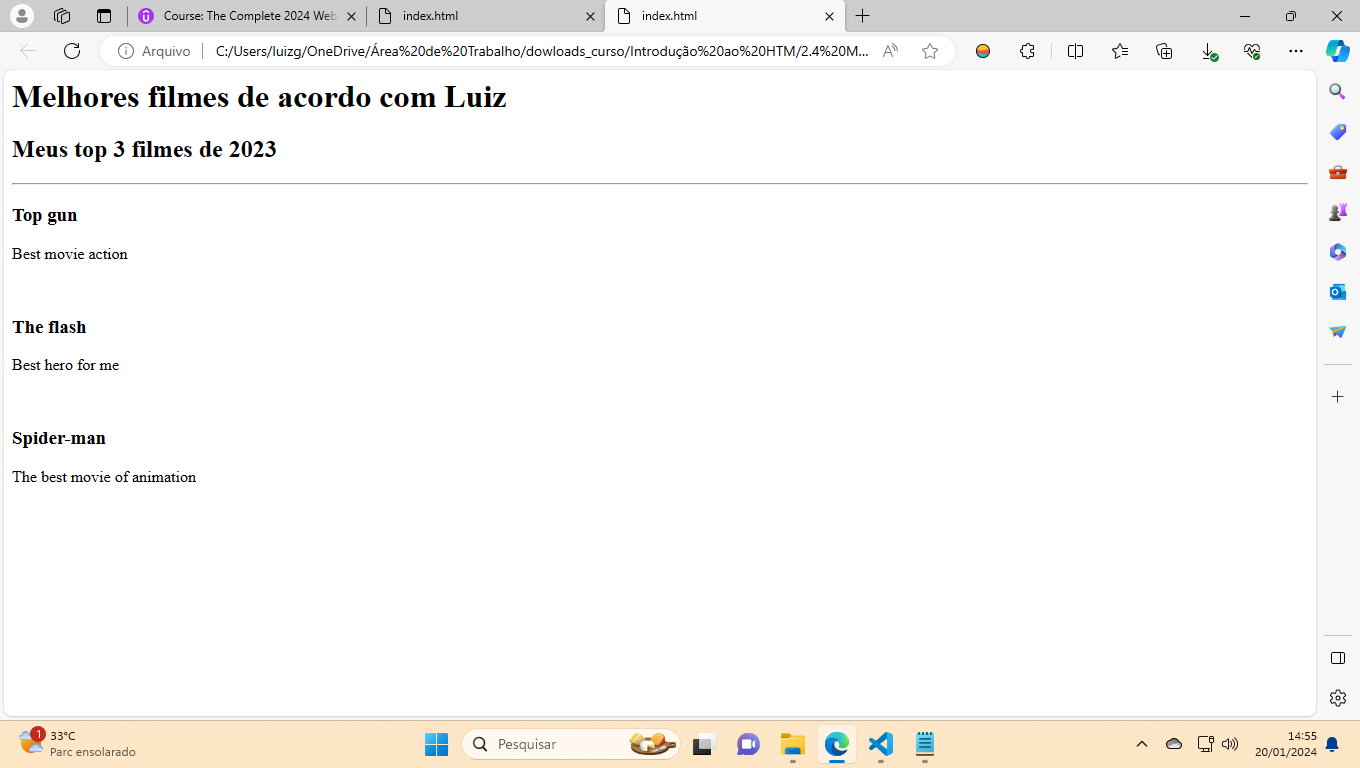 Course: The Complete 2024 Web
index.html
index.html
Arquivo
C:/Users/luizg/OneDrive/Área%20de%20Trabalho/dowloads_curso/Introdução%20ao%20HTM/2.4%20M...
Melhores filmes de acordo com Luiz
Meus top 3 filmes de 2023
Top gun
Best movie action
The flash
Best hero for me
Spider-man
The best movie of animation
1
33°C
Parc ensolarado
Pesquisar
14:55
20/01/2024